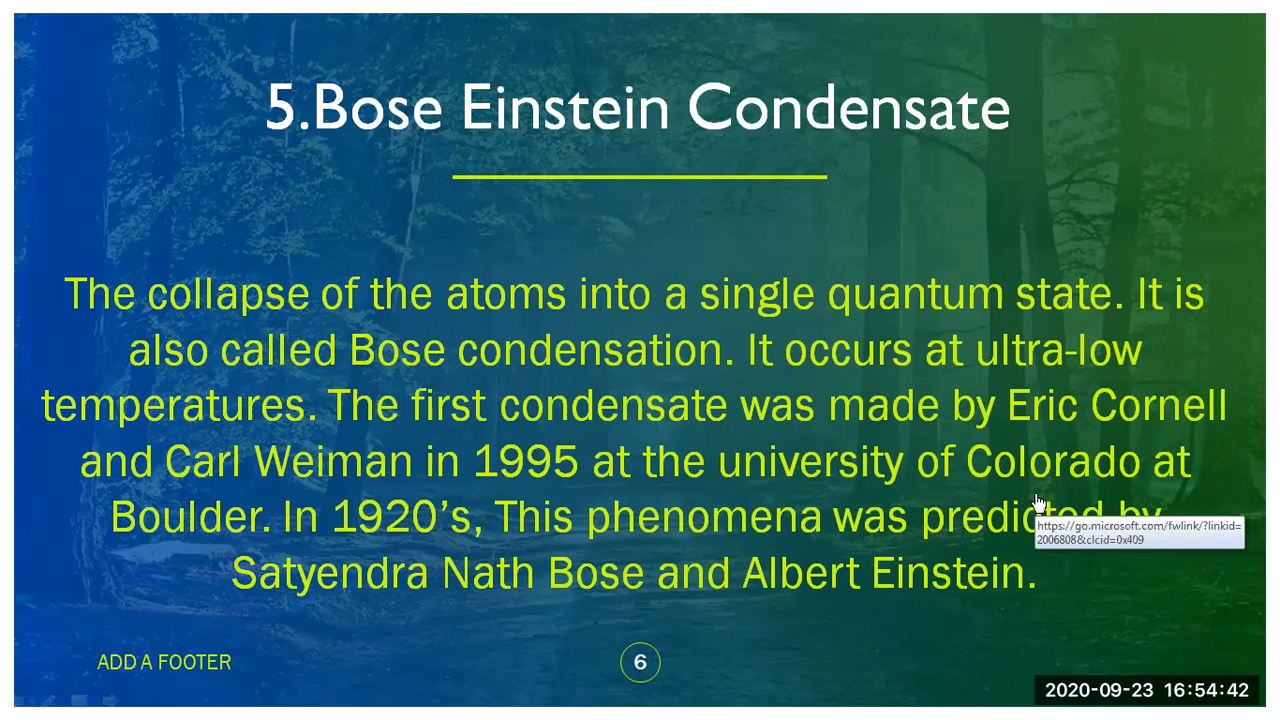 5.Bose Einstein Condensate
The collapse of the atoms into a single quantum state. It is
also called Bose condensation. It occurs at ultra-low
temperatures. The first condensate was made by Eric Cornell
and Carl Weiman in 1995 at the university of Colorado at
Boulder. In 1920's, This phenomena was predicted by
https://go.microsoft.com/fwlink/?linkid=
2006808&clcid=0x409
Satyendra Nath Bose and Albert Einstein.
ADD A FOOTER
6
2020-09-23 16:54:42